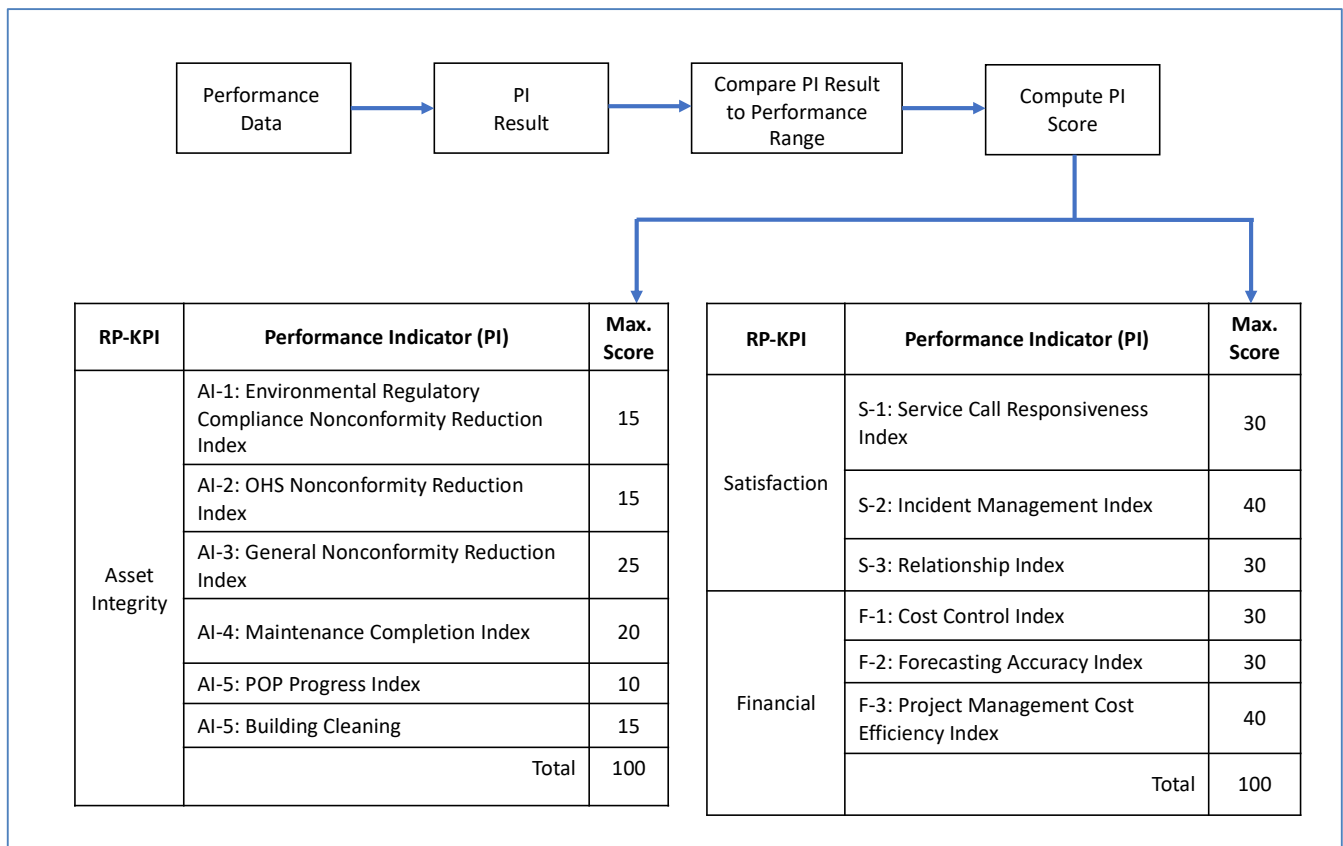 Performance
Data
PI
Result
Compare PI Result
to Performance
Range
Compute PI
Score
RP-KPI
Performance Indicator (PI)
Max.
Score
Asset
Integrity
AI-1: Environmental Regulatory
Compliance Nonconformity Reduction
Index
15
AI-2: OHS Nonconformity Reduction
Index
15
AI-3: General Nonconformity Reduction
Index
25
AI-4: Maintenance Completion Index
20
AI-5: POP Progress Index
10
AI-5: Building Cleaning
15
Total
100
RP-KPI
Performance Indicator (PI)
Max.
Score
Satisfaction
S-1: Service Call Responsiveness
Index
30
S-2: Incident Management Index
40
S-3: Relationship Index
30
Financial
F-1: Cost Control Index
30
F-2: Forecasting Accuracy Index
30
F-3: Project Management Cost
Efficiency Index
40
Total
100